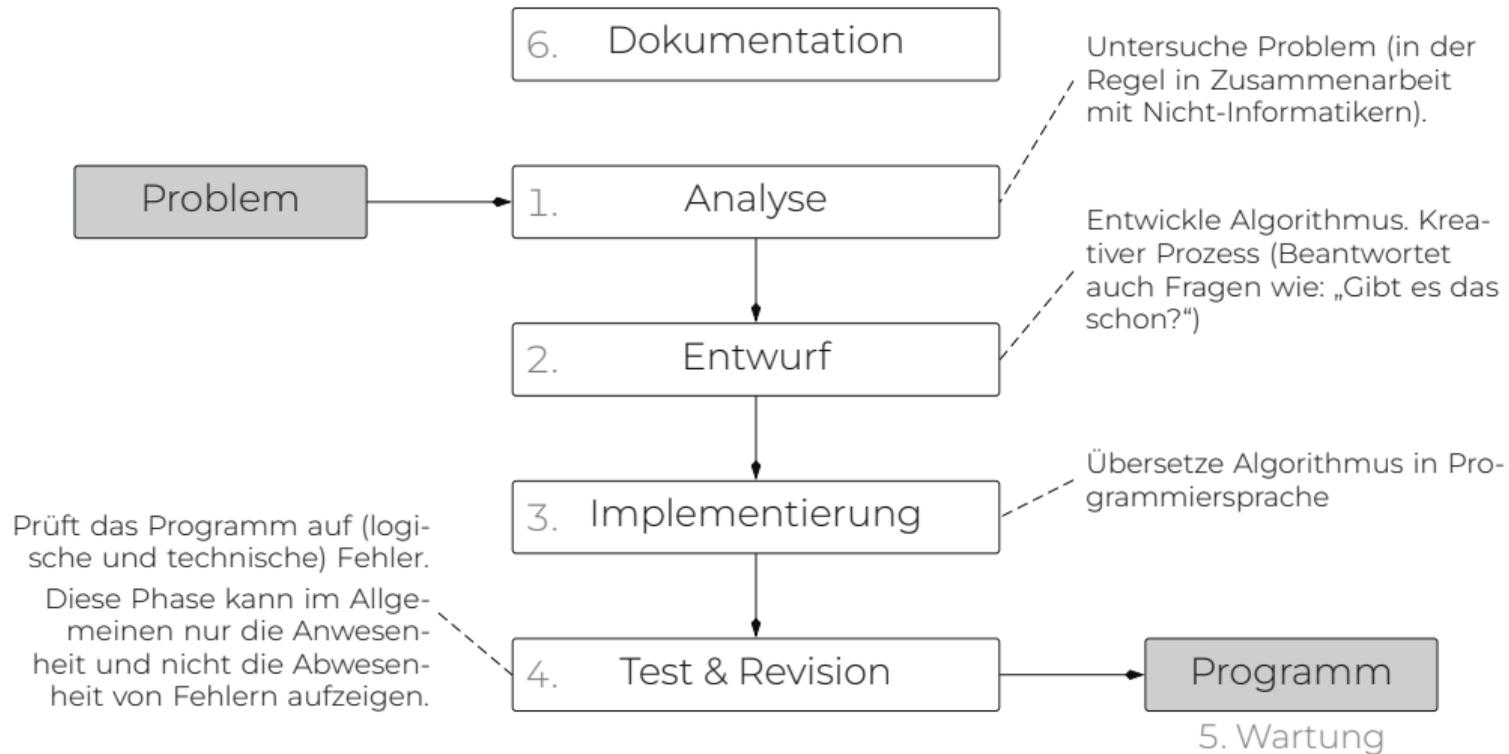 6. Dokumentation
Untersuche Problem (in der
Regel in Zusammenarbeit
mit Nicht-Informatikern).
Problem
1. Analyse
Entwickle Algorithmus. Krea-
tiver Prozess (Beantwortet
auch Fragen wie: „Gibt es das
schon?“)
2. Entwurf
Übersetze Algorithmus in Pro-
grammiersprache
3. Implementierung
Prüft das Programm auf (logi-
sche und technische) Fehler.
Diese Phase kann im Allge-
meinen nur die Anwesen-
heit und nicht die Abwesen-
heit von Fehlern aufzeigen.
4. Test & Revision
Programm
5. Wartung